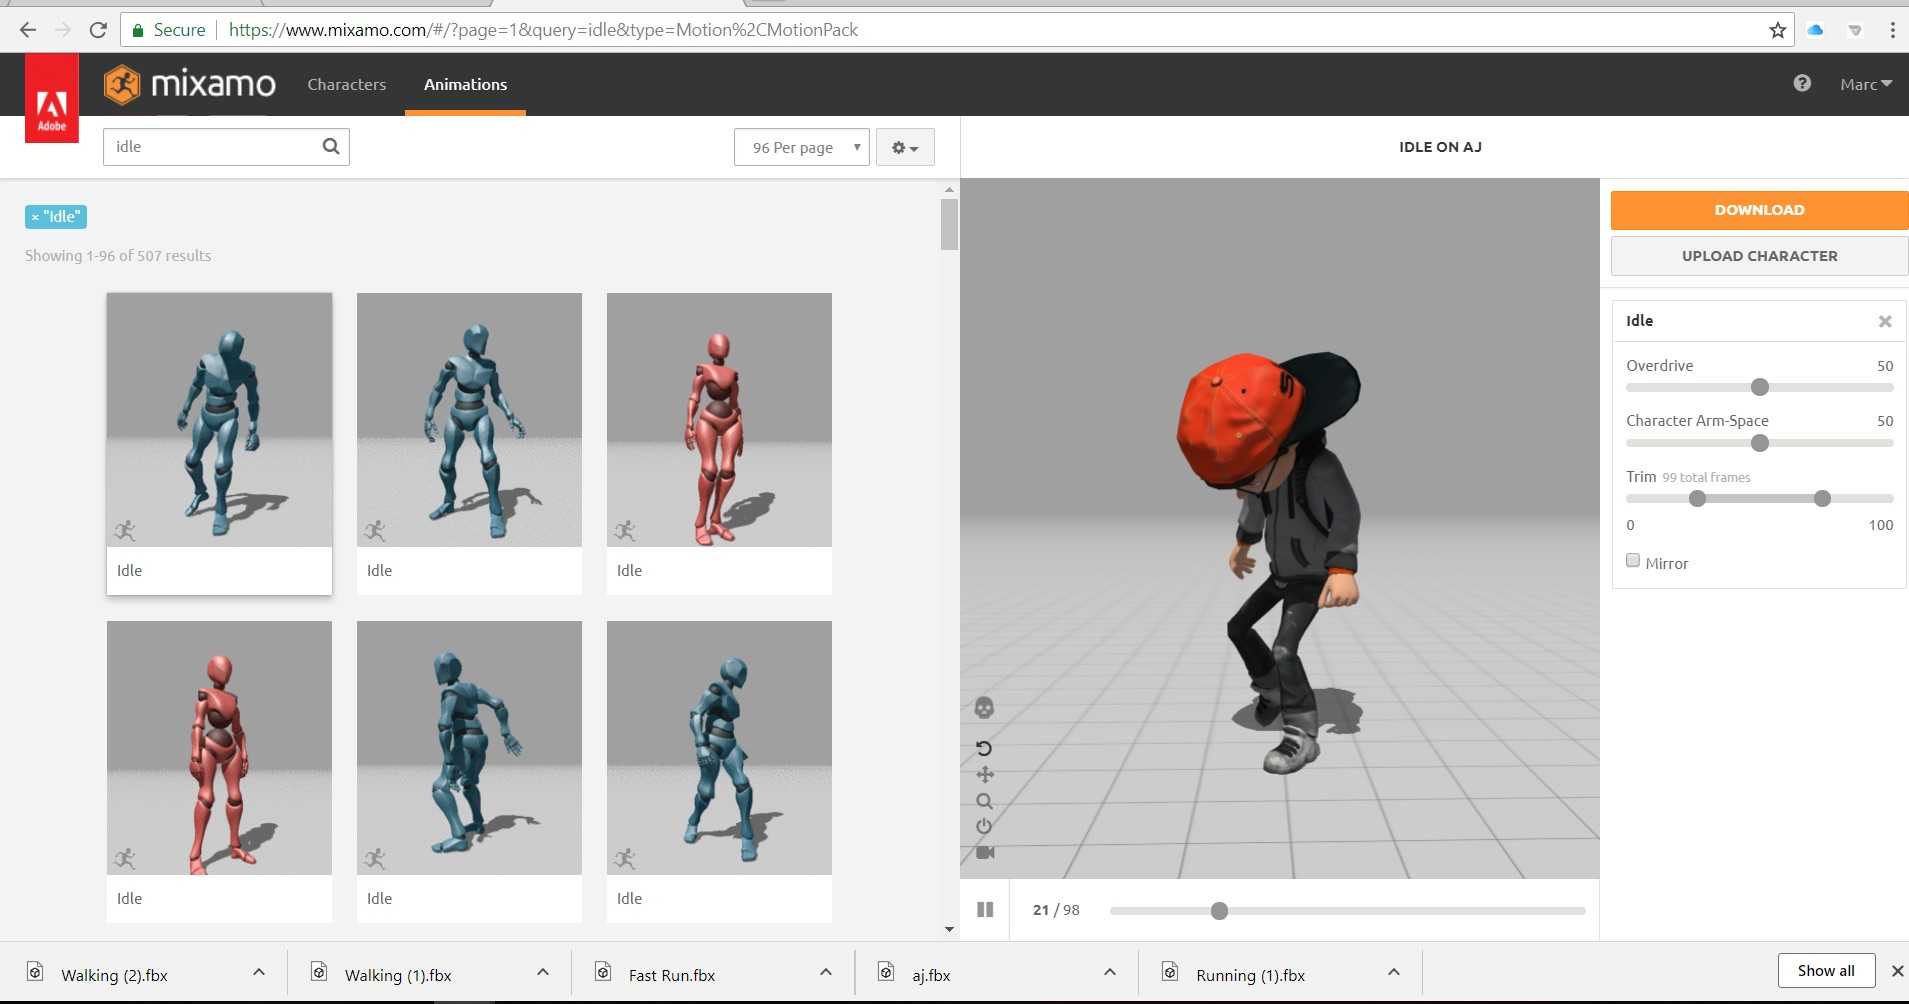 Secure https://www.mixamo.com/#/?page=1&query=idle&type=Motion%2CMotionPack
Adobe
mixamo Characters Animations
Marc
idle
96 Per page
IDLE ON AJ
× "Idle"
Showing 1-96 of 507 results
Idle Idle Idle
Idle Idle Idle
21 / 98
DOWNLOAD
UPLOAD CHARACTER
Idle
Overdrive 50
Character Arm-Space 50
Trim 99 total frames
0 100
Mirror
Walking (2).fbx Walking (1).fbx Fast Run.fbx aj.fbx Running (1).fbx Show all